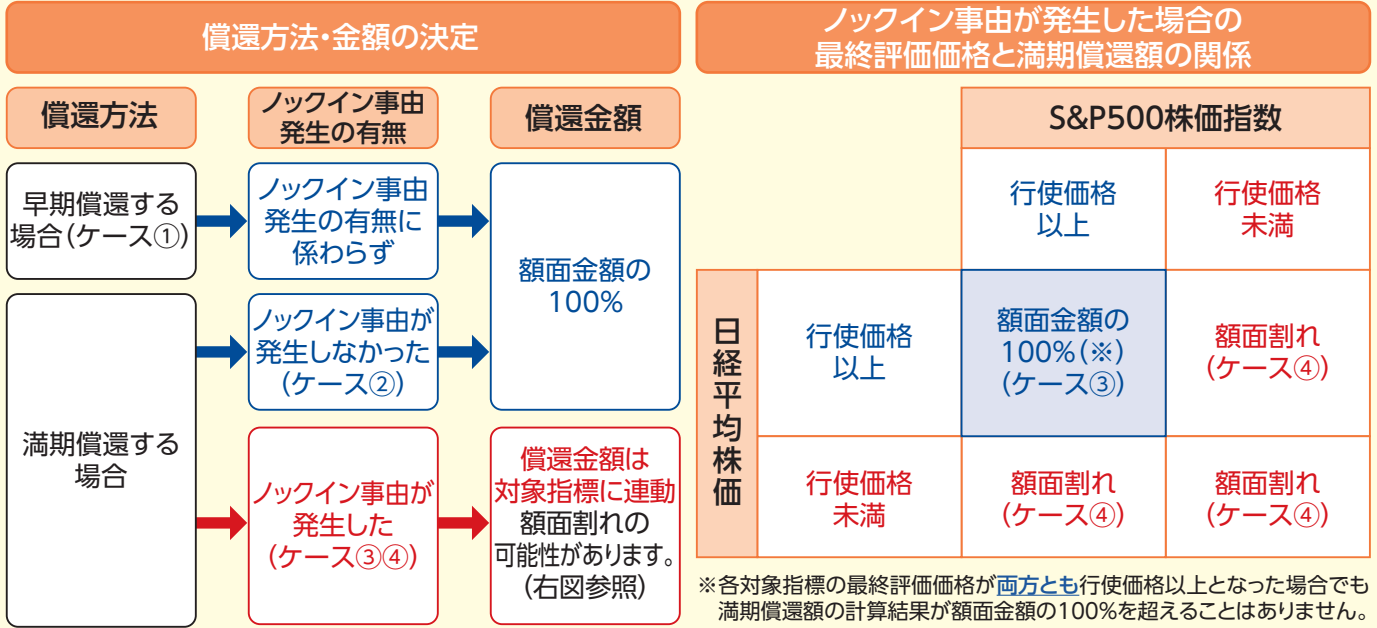 償還方法・金額の決定
償還方法
ノックイン事由
発生の有無
償還金額
早期償還する
場合(ケース①)
ノックイン事由
発生の有無に
係わらず
額面金額の
100%
満期償還する
場合
ノックイン事由が
発生しなかった
(ケース②)
ノックイン事由が
発生した
(ケース③④)
償還金額は
対象指標に連動
額面割れの
可能性があります。
(右図参照)
ノックイン事由が発生した場合の
最終評価価格と満期償還額の関係
S&P500株価指数
行使価格
以上
行使価格
未満
日経平均株価
行使価格
以上
額面金額の
100%(※)
(ケース③)
額面割れ
(ケース④)
行使価格
未満
額面割れ
(ケース④)
額面割れ
(ケース④)
※各対象指標の最終評価価格が両方とも行使価格以上となった場合でも
満期償還額の計算結果が額面金額の100%を超えることはありません。